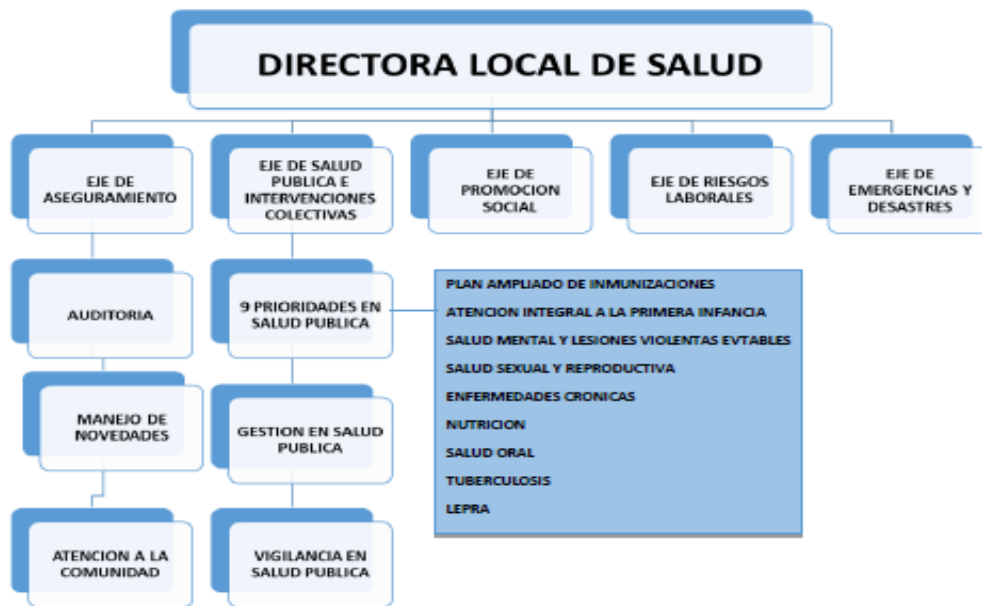 DIRECTORA LOCAL DE SALUD
EJE DE
ASEGURAMIENTO
EJE DE SALUD
PUBLICA E
INTERVENCIONES
COLECTIVAS
EJE DE
PROMOCION
SOCIAL
EJE DE RIESGOS
LABORALES
EJE DE
EMERGENCIAS Y
DESASTRES
AUDITORIA
9 PRIORIDADES EN
SALUD PUBLICA
PLAN AMPLIADO DE INMUNIZACIONES
ATENCION INTEGRAL A LA PRIMERA INFANCIA
SALUD MENTAL Y LESIONES VIOLENTAS EVTABLES
SALUD SEXUAL Y REPRODUCTIVA
ENFERMEDADES CRONICAS
NUTRICION
SALUD ORAL
TUBERCULOSIS
LEPRA
MANEJO DE
NOVEDADES
GESTION EN SALUD
PUBLICA
ATENCION A LA
COMUNIDAD
VIGILANCIA EN
SALUD PUBLICA